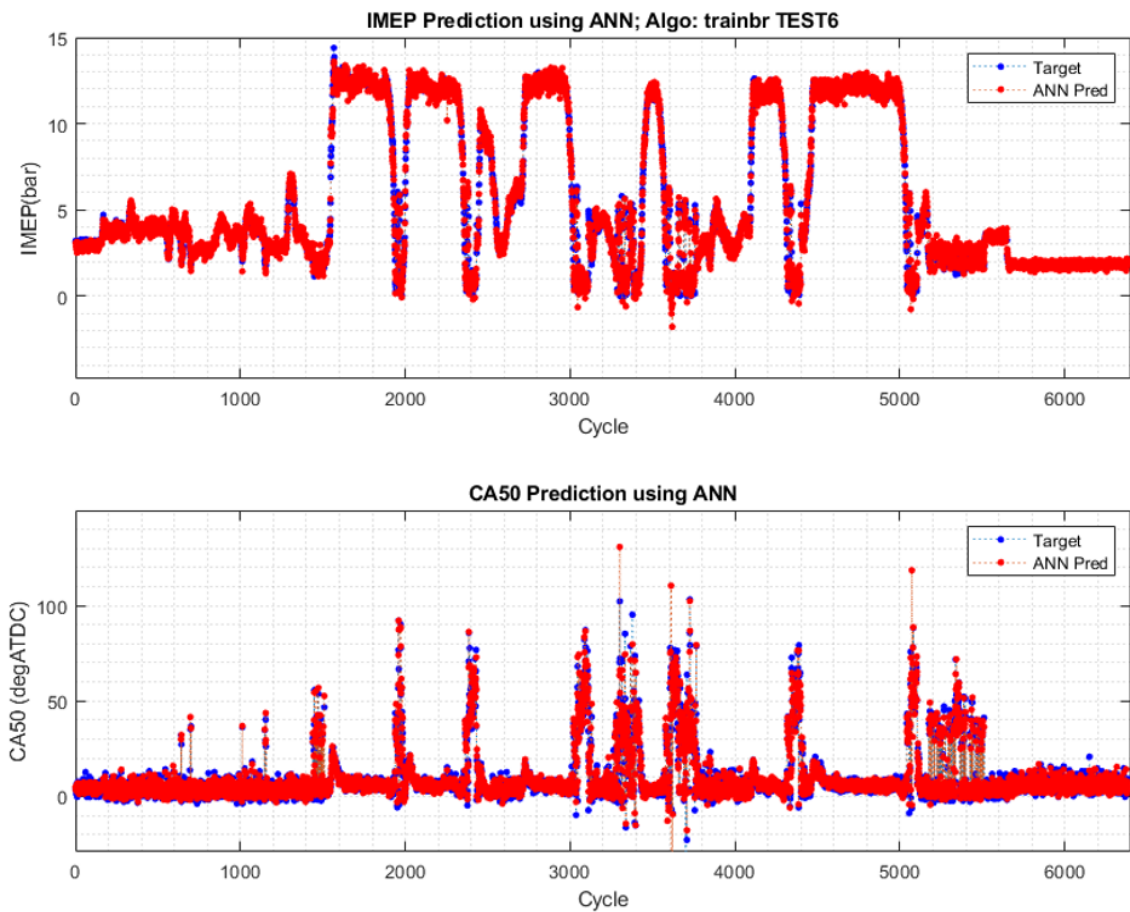 IMEP Prediction using ANN; Algo: trainbr TEST6
15
10
5
0
IMEP(bar)
Target
ANN Pred
0 1000 2000 3000 4000 5000 6000
Cycle
CA50 Prediction using ANN
100
50
0
CA50 (degATDC)
Target
ANN Pred
0 1000 2000 3000 4000 5000 6000
Cycle